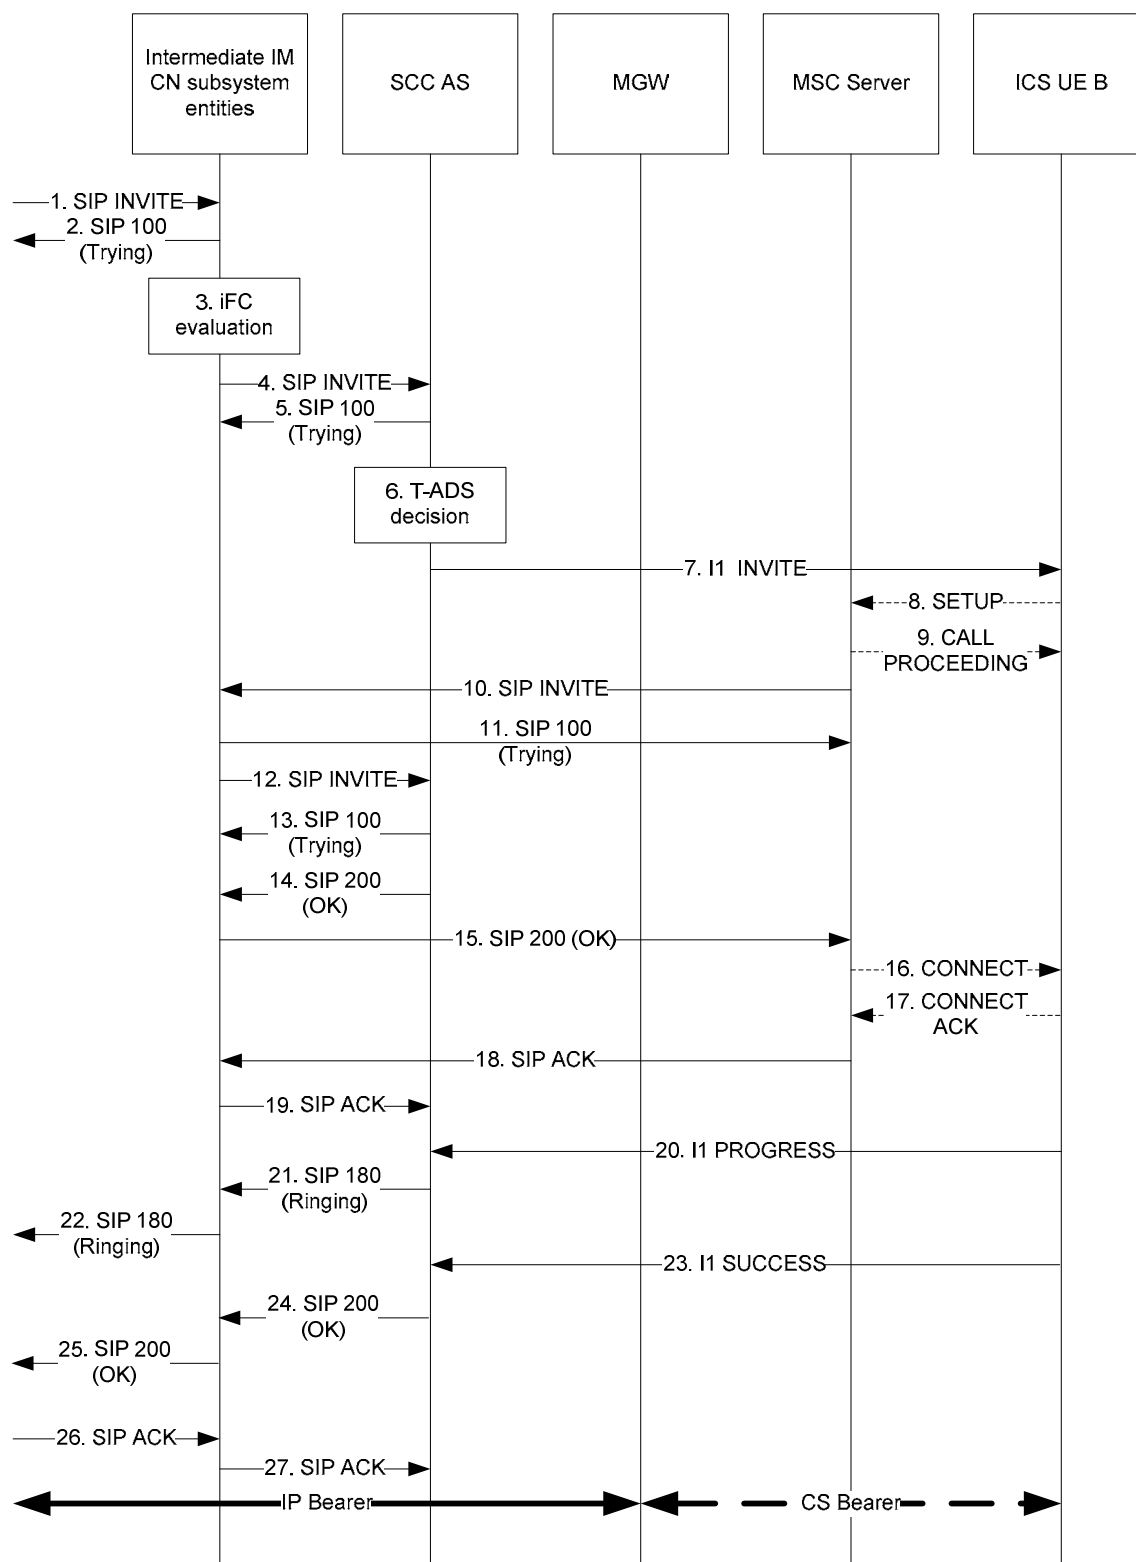 Intermediate IM
CN subsystem
entities
SCC AS
MGW
MSC Server
ICS UE B
1. SIP INVITE
2. SIP 100
(Trying)
3. iFC
evaluation
4. SIP INVITE
5. SIP 100
(Trying)
6. T-ADS
decision
7. I1 INVITE
8. SETUP
9. CALL
PROCEEDING
10. SIP INVITE
11. SIP 100
(Trying)
12. SIP INVITE
13. SIP 100
(Trying)
14. SIP 200
(OK)
15. SIP 200 (OK)
16. CONNECT
17. CONNECT
ACK
18. SIP ACK
19. SIP ACK
20. I1 PROGRESS
21. SIP 180
(Ringing)
22. SIP 180
(Ringing)
23. I1 SUCCESS
24. SIP 200
(OK)
25. SIP 200
(OK)
26. SIP ACK
27. SIP ACK
IP Bearer
CS Bearer